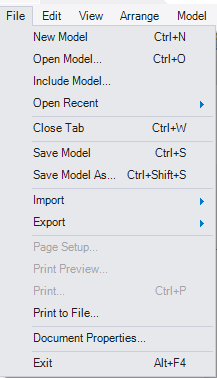 File Edit View Arrange Model
New Model Ctrl+N
Open Model... Ctrl+O
Include Model...
Open Recent
Close Tab Ctrl+W
Save Model Ctrl+S
Save Model As... Ctrl+Shift+S
Import
Export
Page Setup...
Print Preview...
Print... Ctrl+P
Print to File...
Document Properties...
Exit Alt+F4